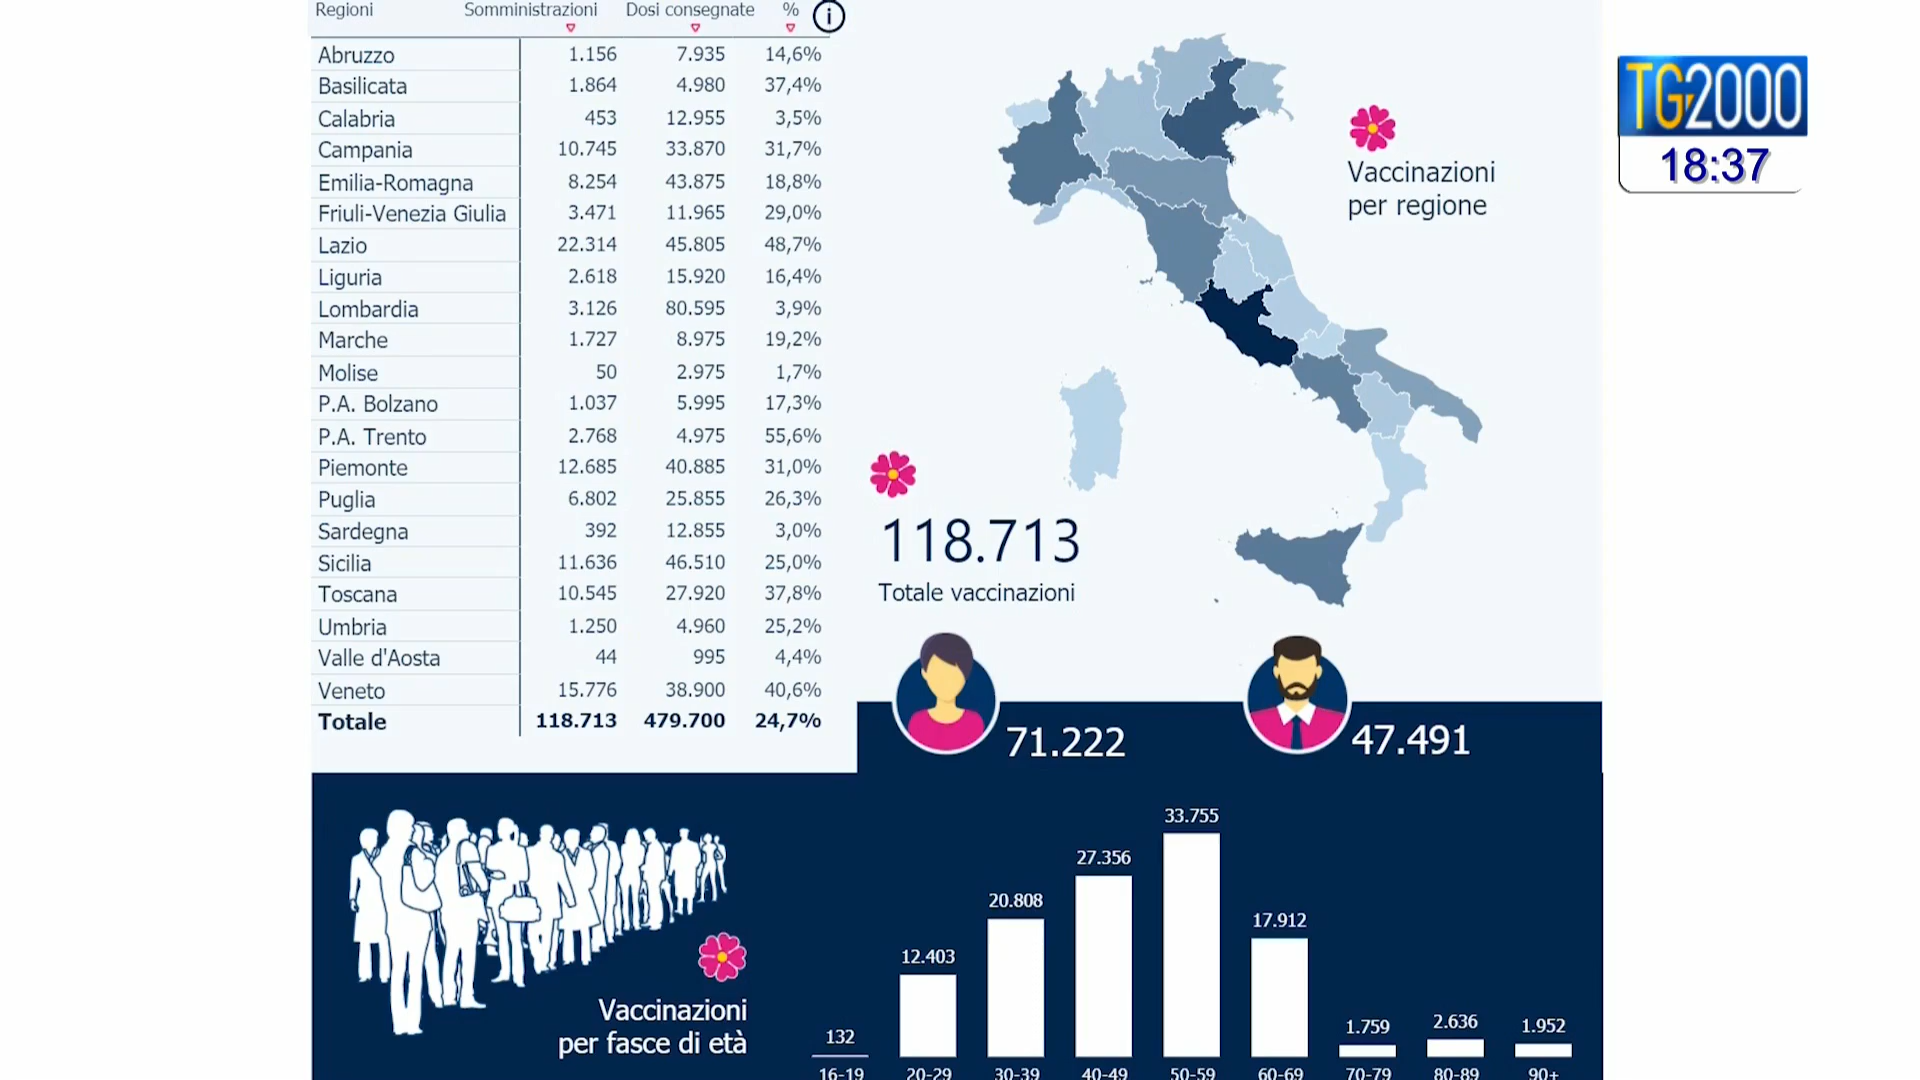 Regioni Somministrazioni Dosi consegnate % i
Abruzzo 1.156 7.935 14,6%
Basilicata 1.864 4.980 37,4%
Calabria 453 12.955 3,5%
Campania 10.745 33.870 31,7%
Emilia-Romagna 8.254 43.875 18,8%
Friuli-Venezia Giulia 3.471 11.965 29,0%
Lazio 22.314 45.805 48,7%
Liguria 2.618 15.920 16,4%
Lombardia 3.126 80.595 3,9%
Marche 1.727 8.975 19,2%
Molise 50 2.975 1,7%
P.A. Bolzano 1.037 5.995 17,3%
P.A. Trento 2.768 4.975 55,6%
Piemonte 12.685 40.885 31,0%
Puglia 6.802 25.855 26,3%
Sardegna 392 12.855 3,0%
Sicilia 11.636 46.510 25,0%
Toscana 10.545 27.920 37,8%
Umbria 1.250 4.960 25,2%
Valle d'Aosta 44 995 4,4%
Veneto 15.776 38.900 40,6%
Totale 118.713 479.700 24,7%
Vaccinazioni
per regione
TG2000
18:37
118.713
Totale vaccinazioni
71.222
47.491
Vaccinazioni
per fasce di età
132 12.403 20.808 27.356 33.755 17.912 1.759 2.636 1.952
16-19 20-29 30-39 40-49 50-59 60-69 70-79 80-89 90+